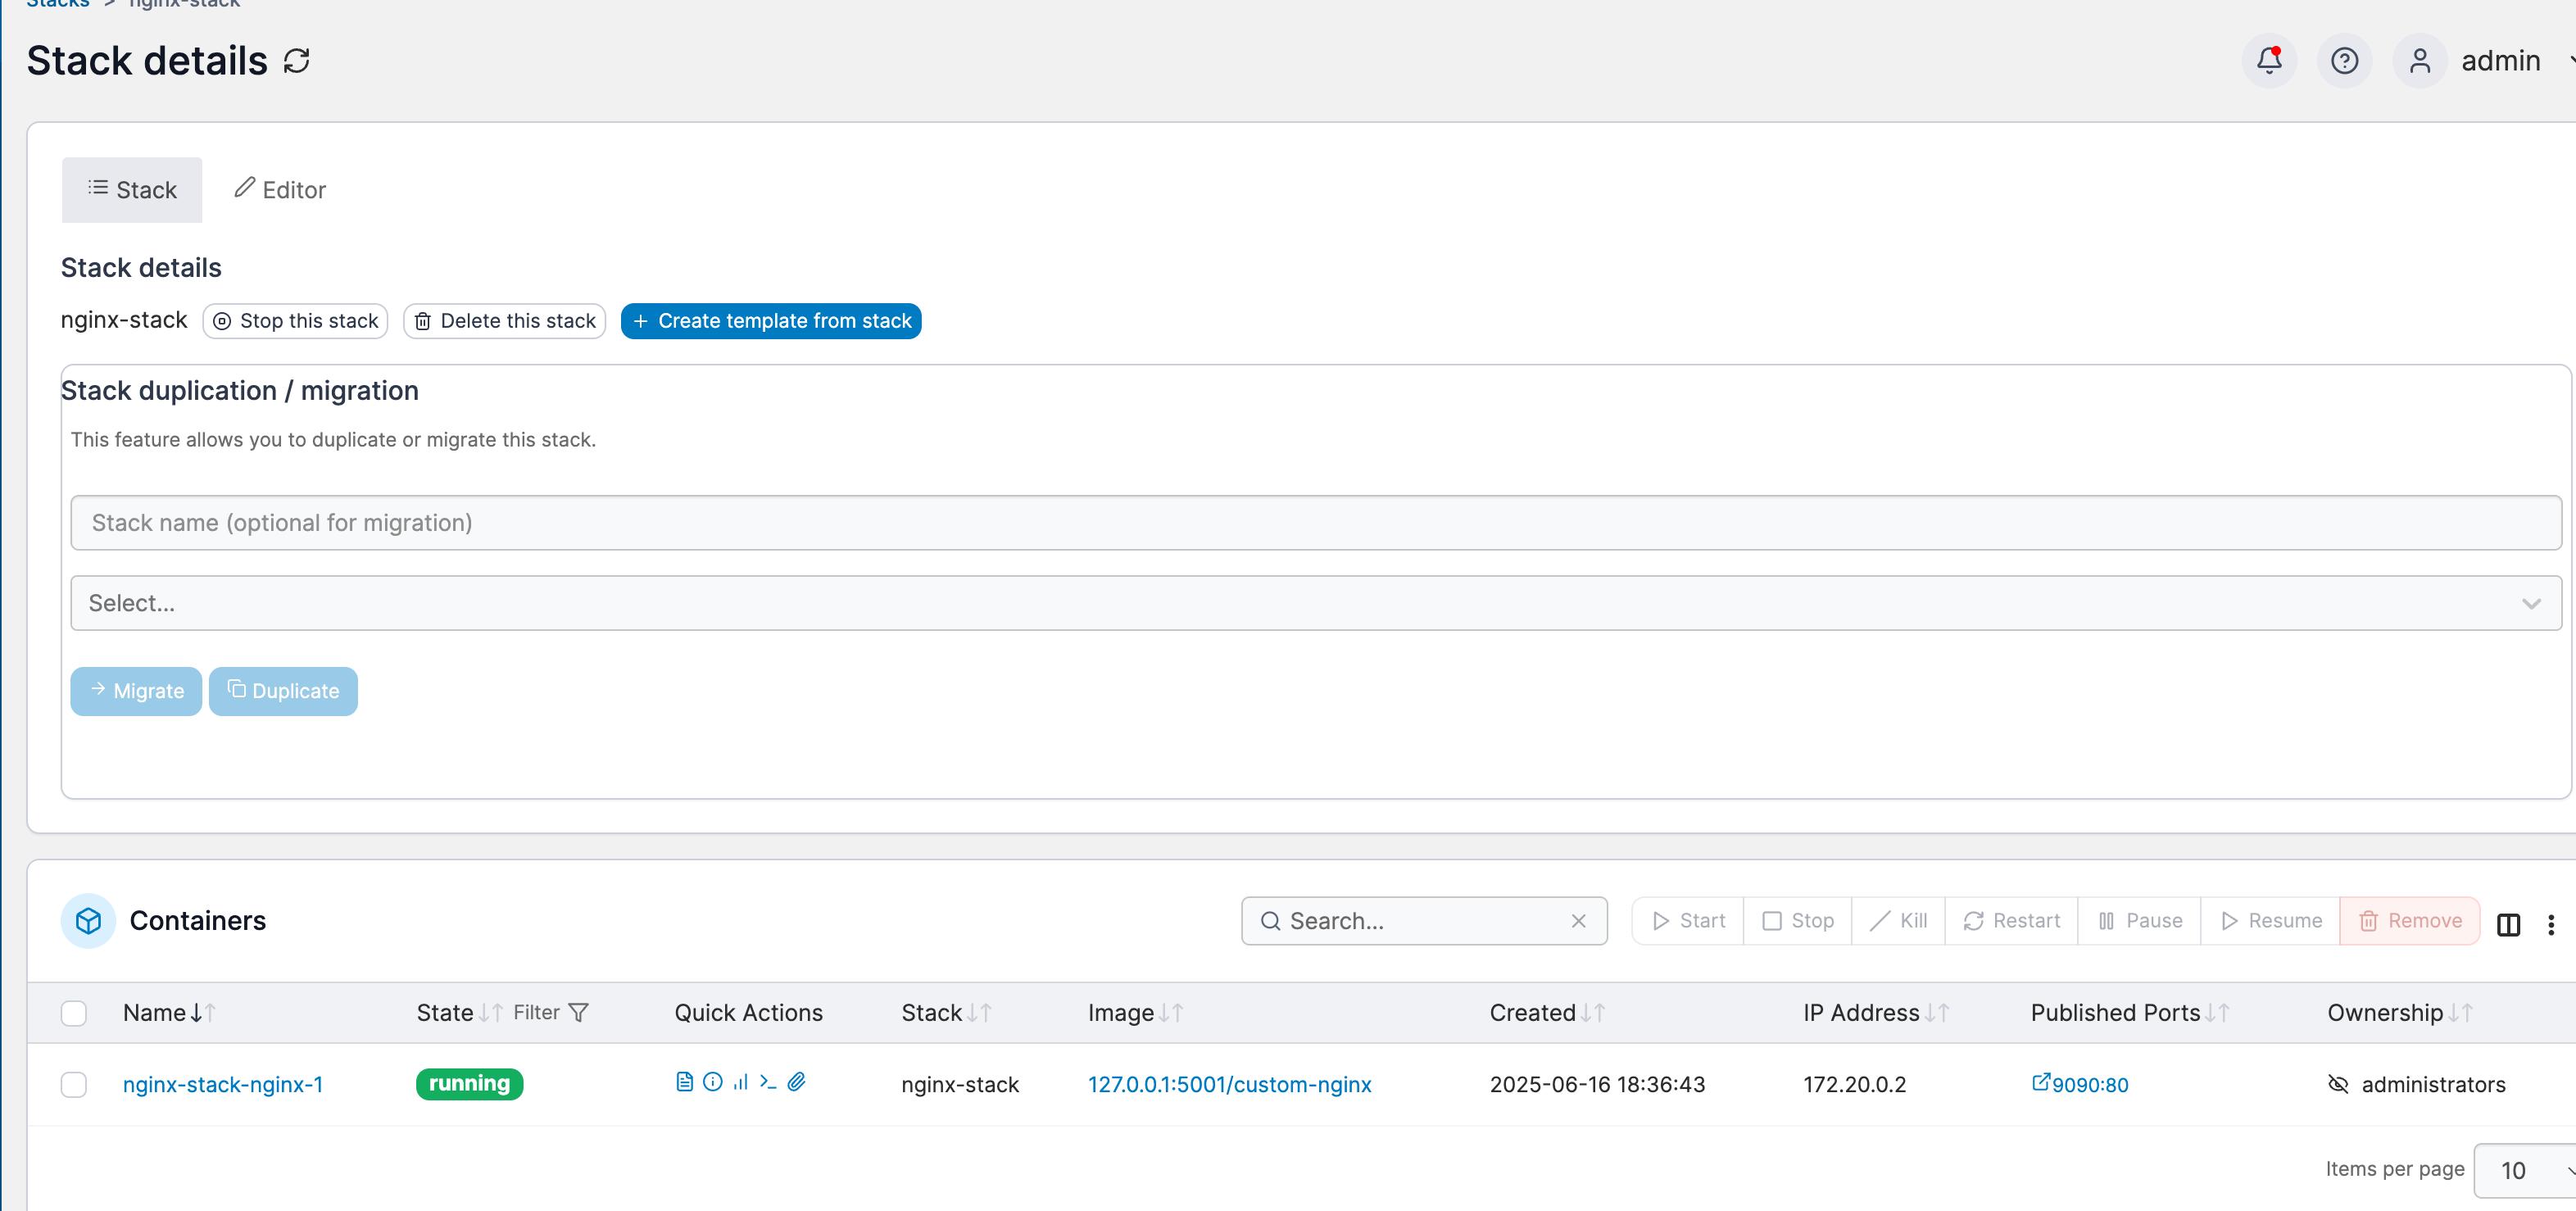 Stacks > nginx-stack
Stack details
admin
Stack
Editor
Stack details
nginx-stack Stop this stack Delete this stack + Create template from stack
Stack duplication / migration
This feature allows you to duplicate or migrate this stack.
Stack name (optional for migration)
Select...
Migrate Duplicate
Containers Search... Start Stop Kill Restart Pause Resume Remove
Name State Filter Quick Actions Stack Image Created IP Address Published Ports Ownership
nginx-stack-nginx-1 running nginx-stack 127.0.0.1:5001/custom-nginx 2025-06-16 18:36:43 172.20.0.2 9090:80 administrators
Items per page 10